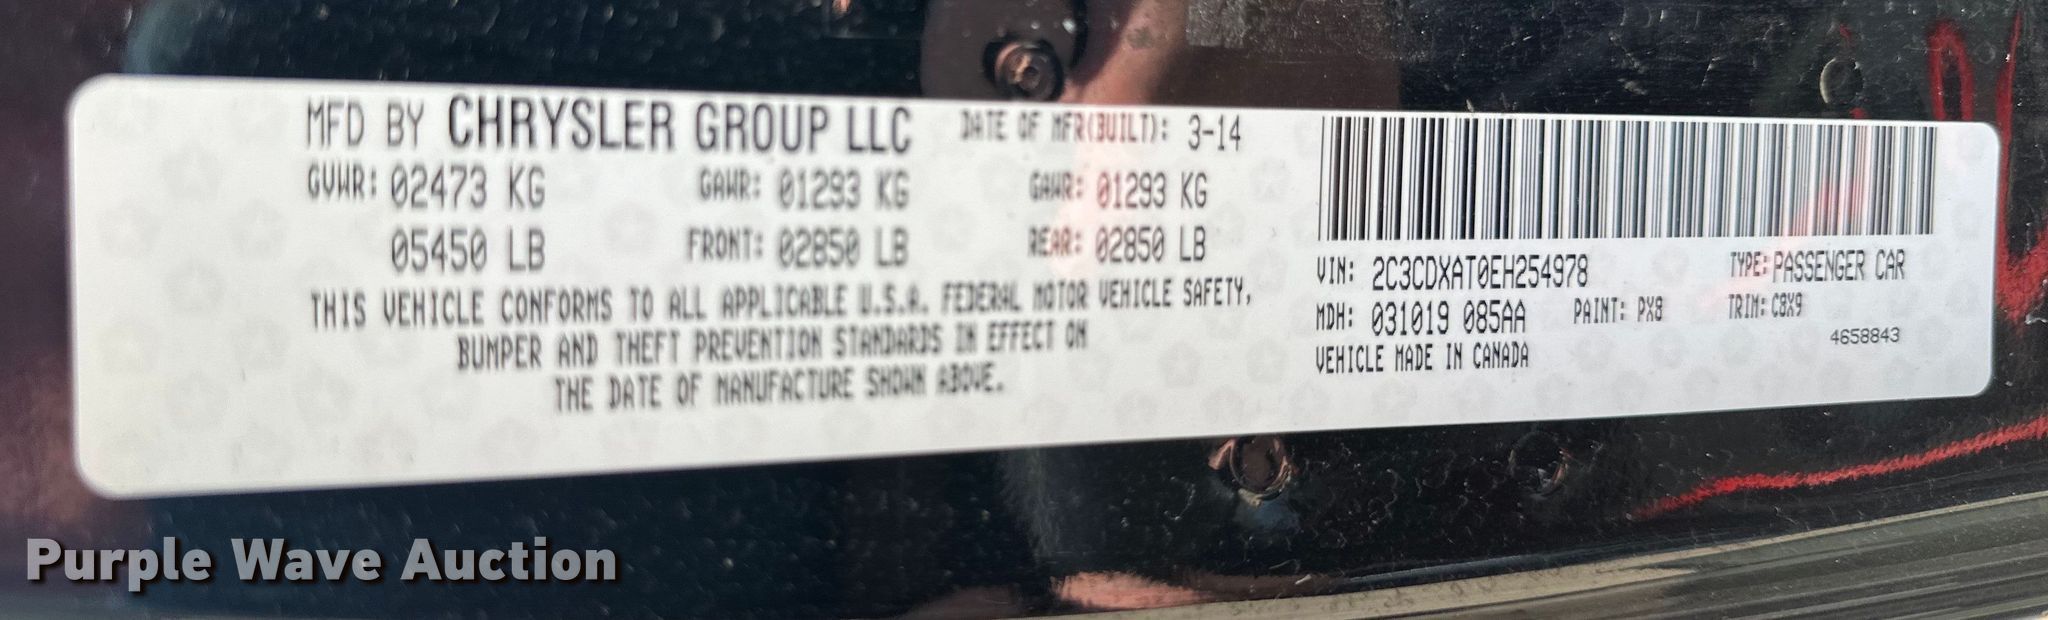 MFD BY CHRYSLER GROUP LLC DATE OF MFR(BUILT): 3-14
GVWR: 02473 KG GAWR: 01293 KG GAWR: 01293 KG
05450 LB FRONT: 02850 LB REAR: 02850 LB
THIS VEHICLE CONFORMS TO ALL APPLICABLE U.S.A. FEDERAL MOTOR VEHICLE SAFETY,
BUMPER AND THEFT PREVENTION STANDARDS IN EFFECT ON
THE DATE OF MANUFACTURE SHOWN ABOVE.
VIN: 2C3CDXAT0EH254978 TYPE: PASSENGER CAR
MDH: 031019 085AA PAINT: PX8 TRIM: C8X9
VEHICLE MADE IN CANADA 4658843
Purple Wave Auction